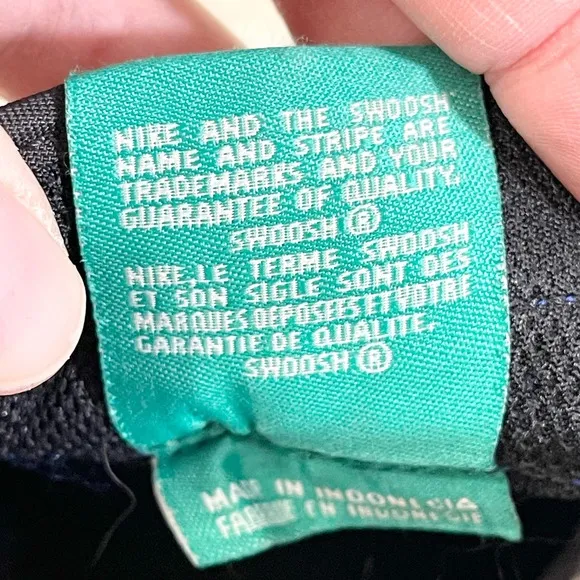 NIKE AND THE SWOOSH
NAME AND STRIPE ARE
TRADEMARKS AND YOUR
GUARANTEE OF QUALITY.
SWOOSH ®
NIKE, LE TERME SWOOSH
ET SON SIGLE SONT DES
MARQUES DEPOSEES ET VOTRE
GARANTIE DE QUALITE.
SWOOSH ®
MADE IN INDONESIA
FABRIQUE EN INDONESIE